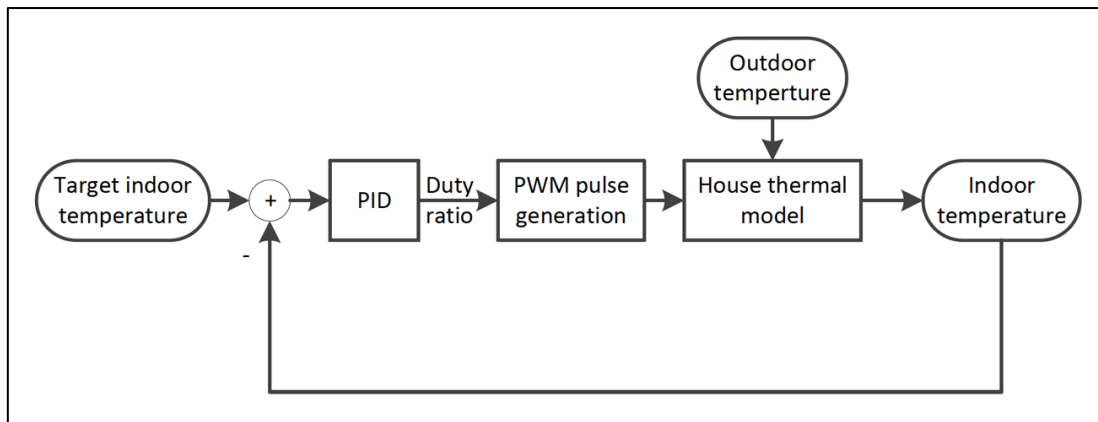 Outdoor
temperture
Target indoor
temperature
+
PID
Duty
ratio
PWM pulse
generation
House thermal
model
Indoor
temperature
-